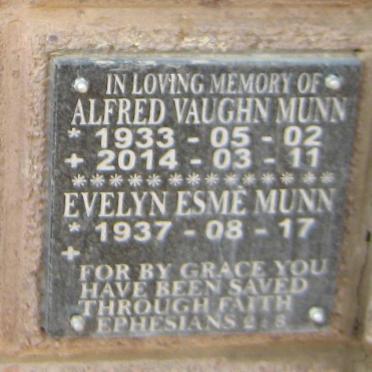 IN LOVING MEMORY OF
ALFRED VAUGHN MUNN
* 1933 - 05 - 02
+ 2014 - 03 - 11
***************
EVELYN ESMÉ MUNN
* 1937 - 08 - 17
+
FOR BY GRACE YOU
HAVE BEEN SAVED
THROUGH FAITH
EPHESIANS 2 : 8